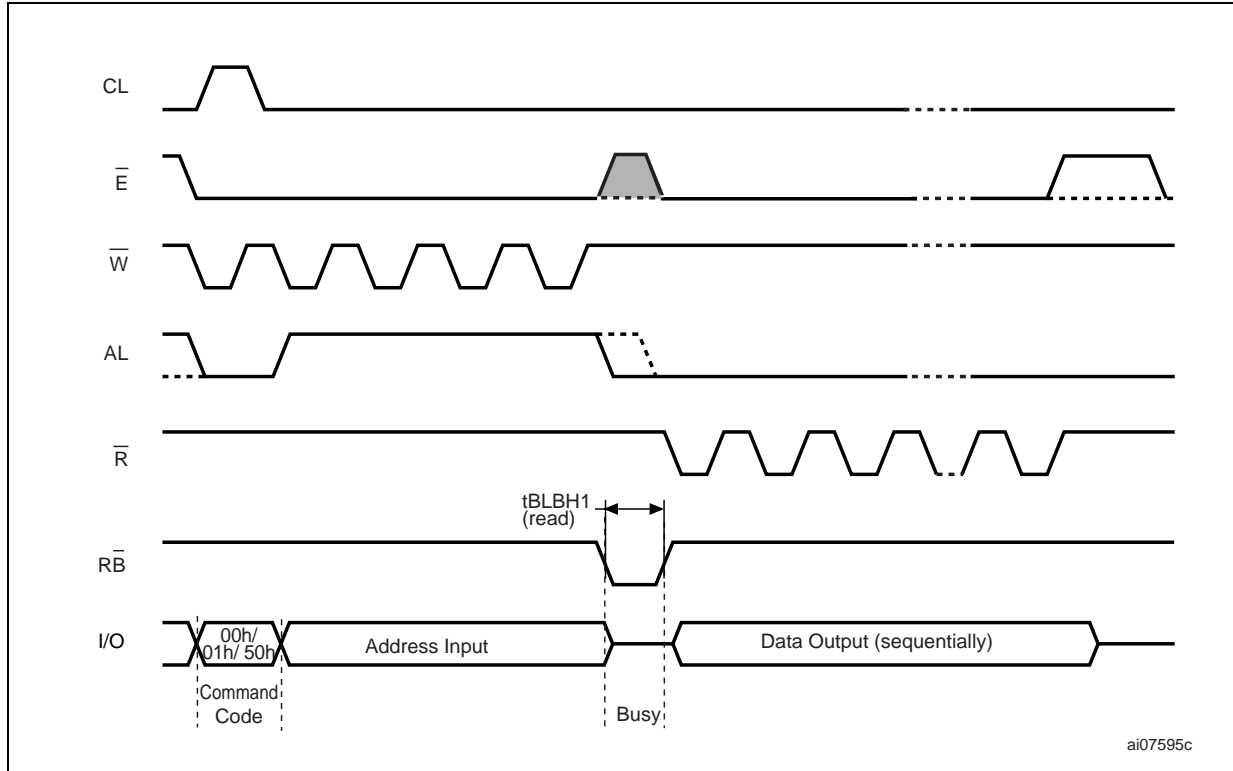 CL
E̅
W̅
AL
R̅
tBLBH1
(read)
RB̅
I/O
00h/
01h/ 50h
Address Input
Data Output (sequentially)
Command
Code
Busy
ai07595c